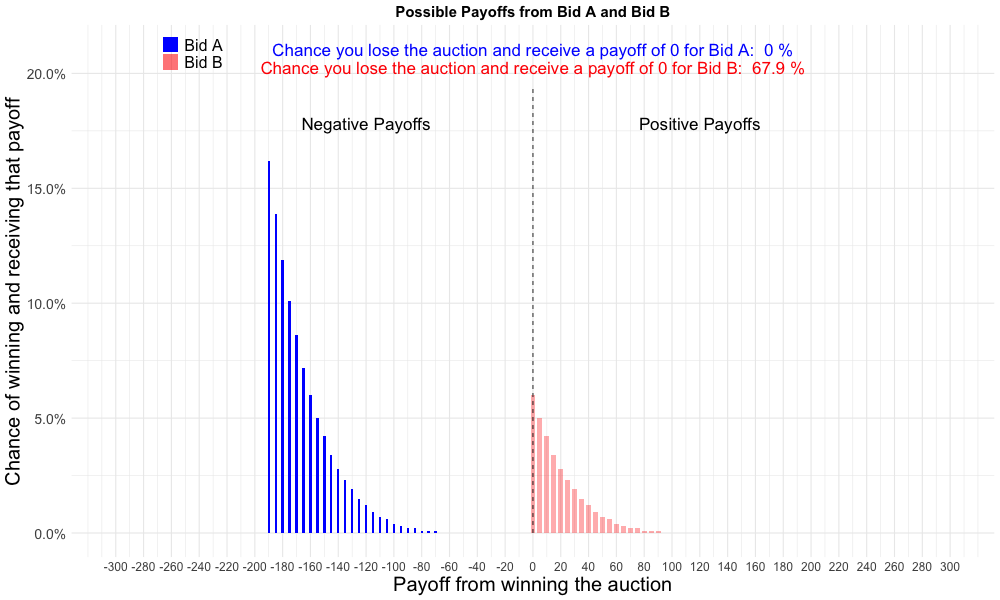 Possible Payoffs from Bid A and Bid B
Bid A
Bid B
Chance you lose the auction and receive a payoff of 0 for Bid A:  0 %
Chance you lose the auction and receive a payoff of 0 for Bid B:  67.9 %
Negative Payoffs
Positive Payoffs
Chance of winning and receiving that payoff
20.0%
15.0%
10.0%
5.0%
0.0%
-300 -280 -260 -240 -220 -200 -180 -160 -140 -120 -100 -80 -60 -40 -20 0 20 40 60 80 100 120 140 160 180 200 220 240 260 280 300
Payoff from winning the auction